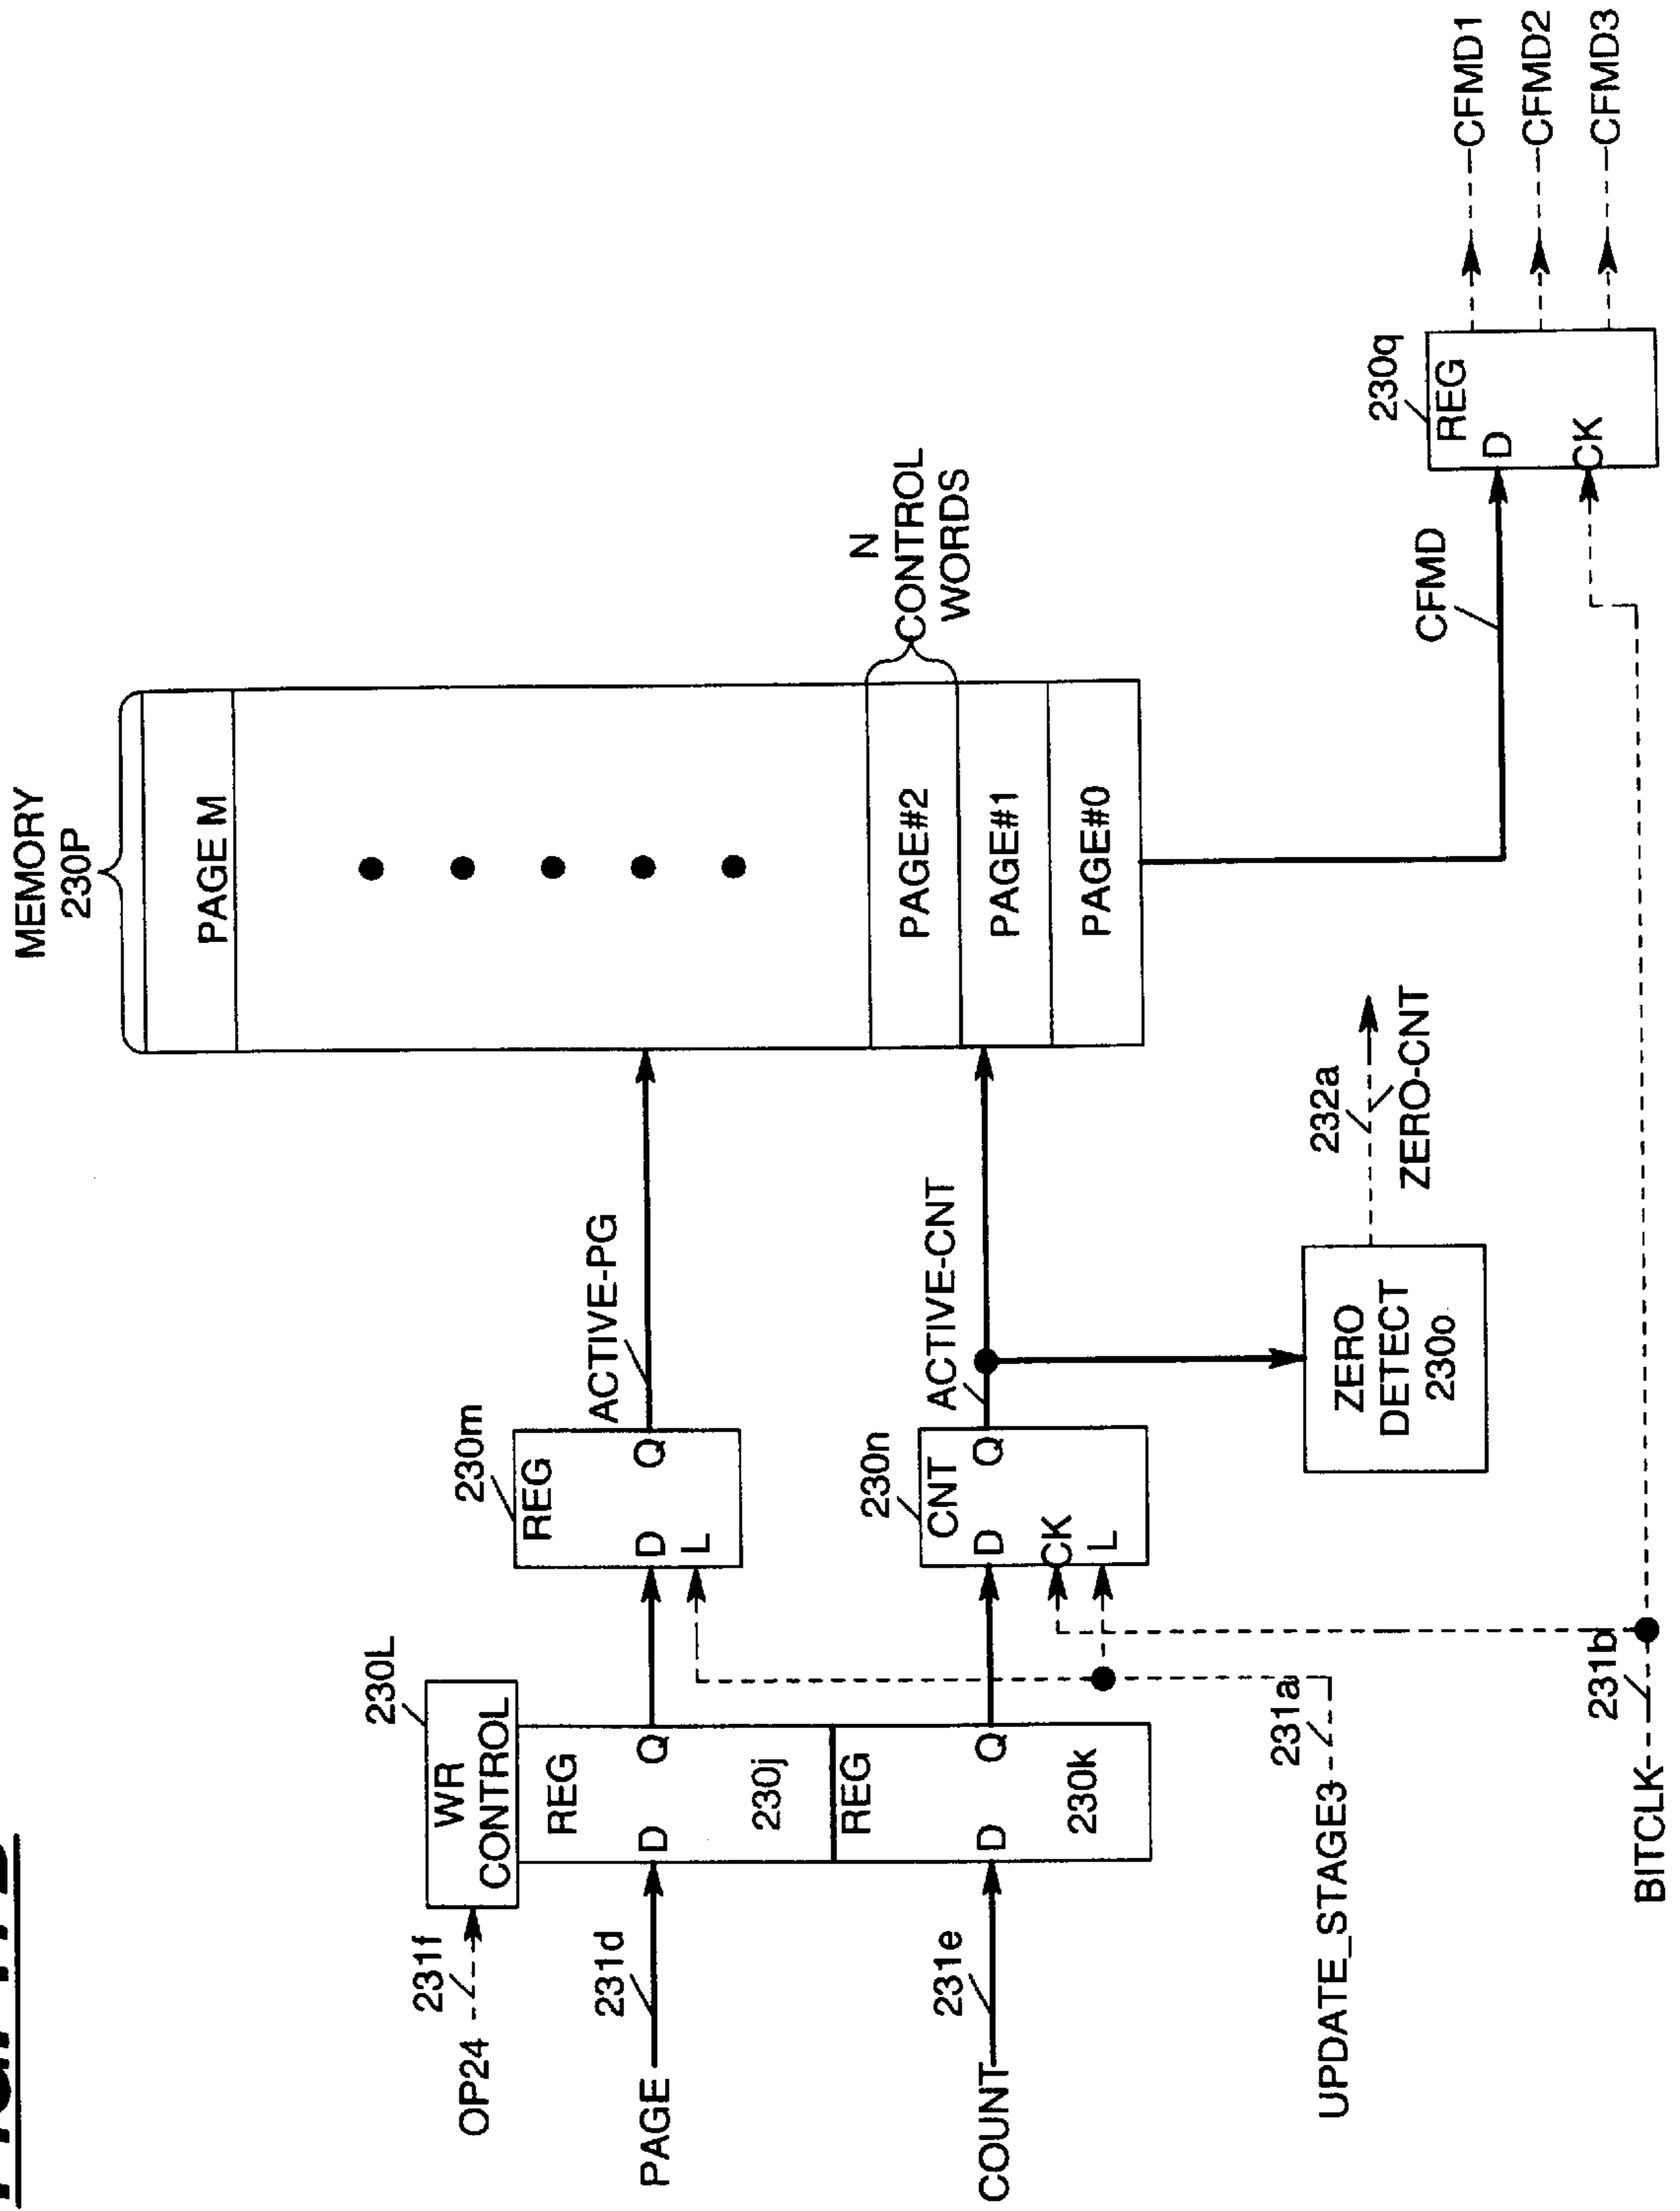 MEMORY
230P
PAGE M
PAGE#2
PAGE#1
PAGE#0
N
CONTROL
WORDS
OP24
231f
WR
CONTROL
230L
PAGE
231d
REG
D
Q
230j
COUNT
231e
REG
D
Q
230k
230m
REG
D
Q
L
ACTIVE-PG
230n
CNT
D
Q
CK
L
ACTIVE-CNT
ZERO
DETECT
230o
232a
ZERO-CNT
UPDATE_STAGE3
231a
BITCLK
231b
CFMD
230q
REG
D
CK
CFMD1
CFMD2
CFMD3